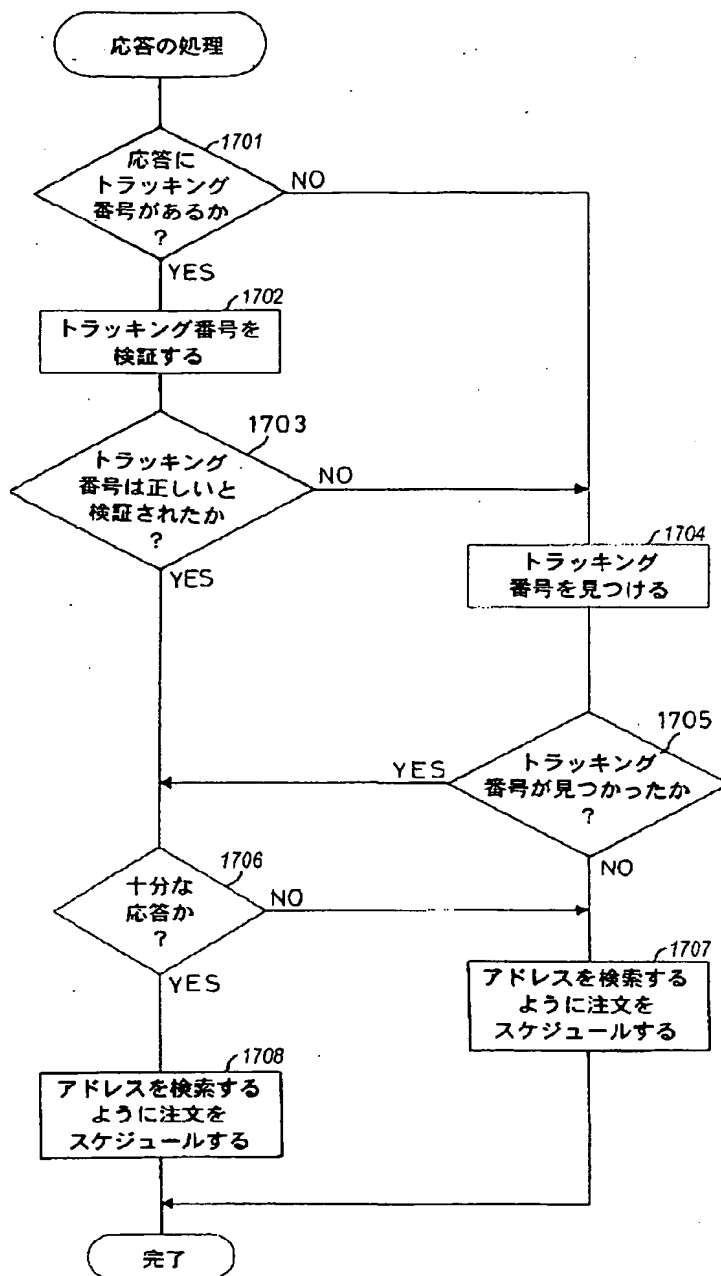 応答の処理
1701
応答に
トラッキング
番号があるか
?
NO
YES
1702
トラッキング番号を
検証する
1703
トラッキング
番号は正しいと
検証されたか
?
NO
YES
1704
トラッキング
番号を見つける
1705
トラッキング
番号が見つかったか
?
YES
NO
1706
十分な
応答か
?
NO
YES
1707
アドレスを検索する
ように注文を
スケジュールする
1708
アドレスを検索する
ように注文を
スケジュールする
完了